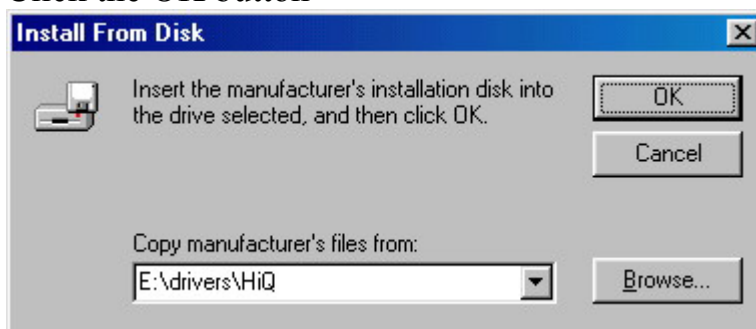 Install From Disk
Insert the manufacturer's installation disk into
the drive selected, and then click OK.
OK
Cancel
Copy manufacturer's files from:
E:\drivers\HiQ
Browse...